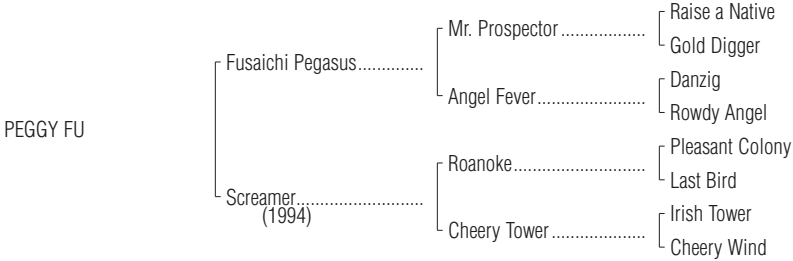 Raise a Native
Mr. Prospector ...................
Gold Digger
Fusaichi Pegasus..............
Danzig
Angel Fever........................
Rowdy Angel
PEGGY FU
Pleasant Colony
Roanoke.............................
Last Bird
Screamer...........................
(1994)
Irish Tower
Cheery Tower ....................
Cheery Wind